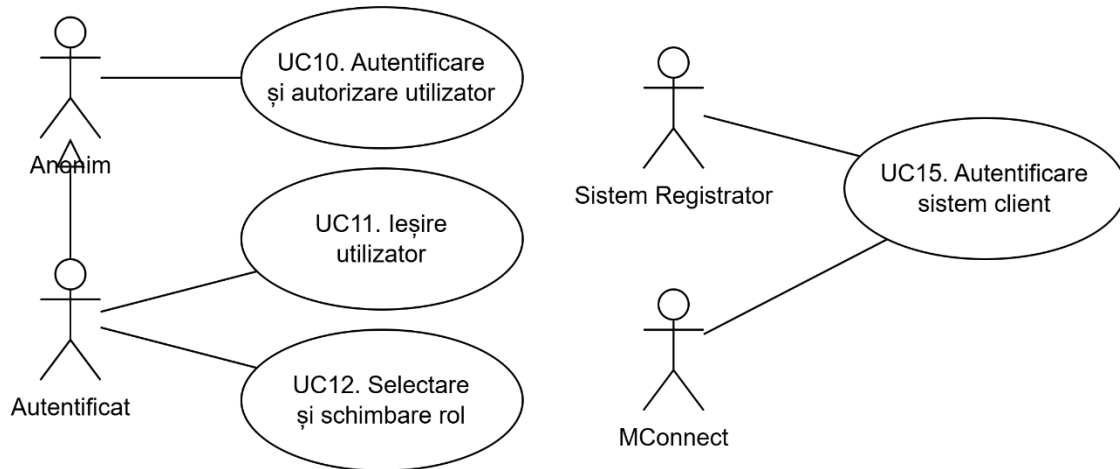 UC10. Autentificare
și autorizare utilizator
Anonim
UC11. Ieșire
utilizator
Autentificat
UC12. Selectare
și schimbare rol
Sistem Registrator
UC15. Autentificare
sistem client
MConnect